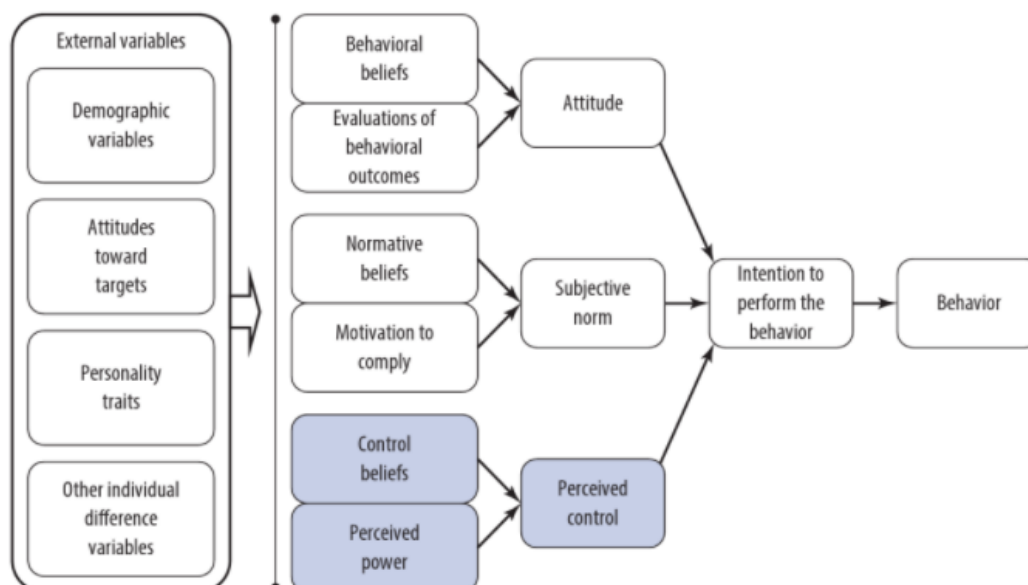 External variables
Demographic
variables
Attitudes
toward
targets
Personality
traits
Other individual
difference
variables
Behavioral
beliefs
Evaluations of
behavioral
outcomes
Normative
beliefs
Motivation to
comply
Control
beliefs
Perceived
power
Attitude
Subjective
norm
Perceived
control
Intention to
perform the
behavior
Behavior